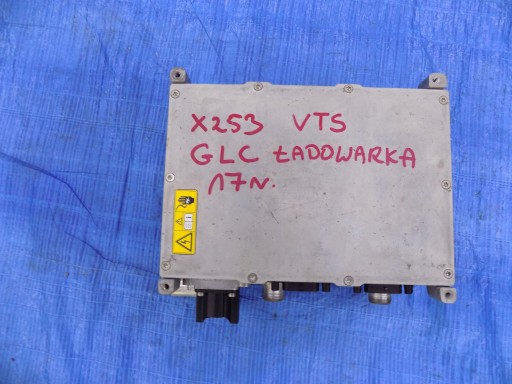 X253 VTS
GLC ŁADOWARKA
17N.